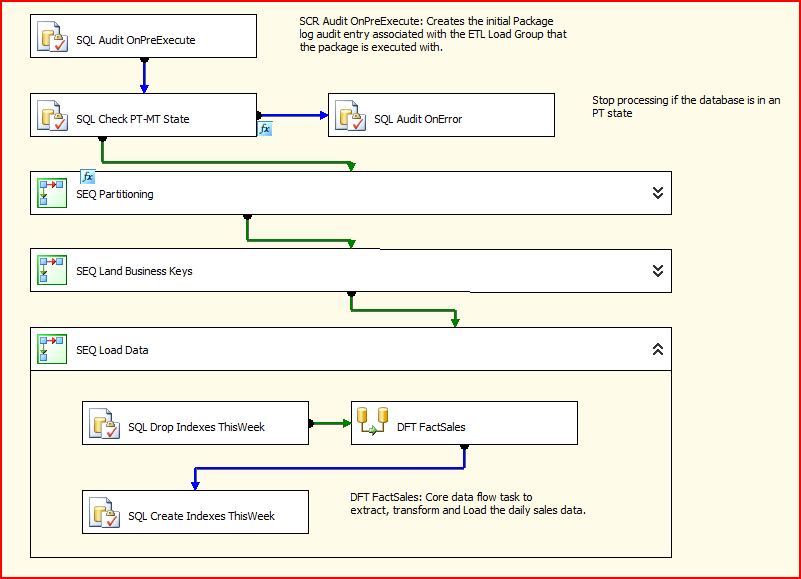 SQL Audit OnPreExecute
SCR Audit OnPreExecute: Creates the initial Package
log audit entry associated with the ETL Load Group that
the package is executed with.
SQL Check PT-MT State
fx
SQL Audit OnError
Stop processing if the database is in an
PT state
fx
SEQ Partitioning
SEQ Land Business Keys
SEQ Load Data
SQL Drop Indexes ThisWeek
DFT FactSales
SQL Create Indexes ThisWeek
DFT FactSales: Core data flow task to
extract, transform and Load the daily sales data.